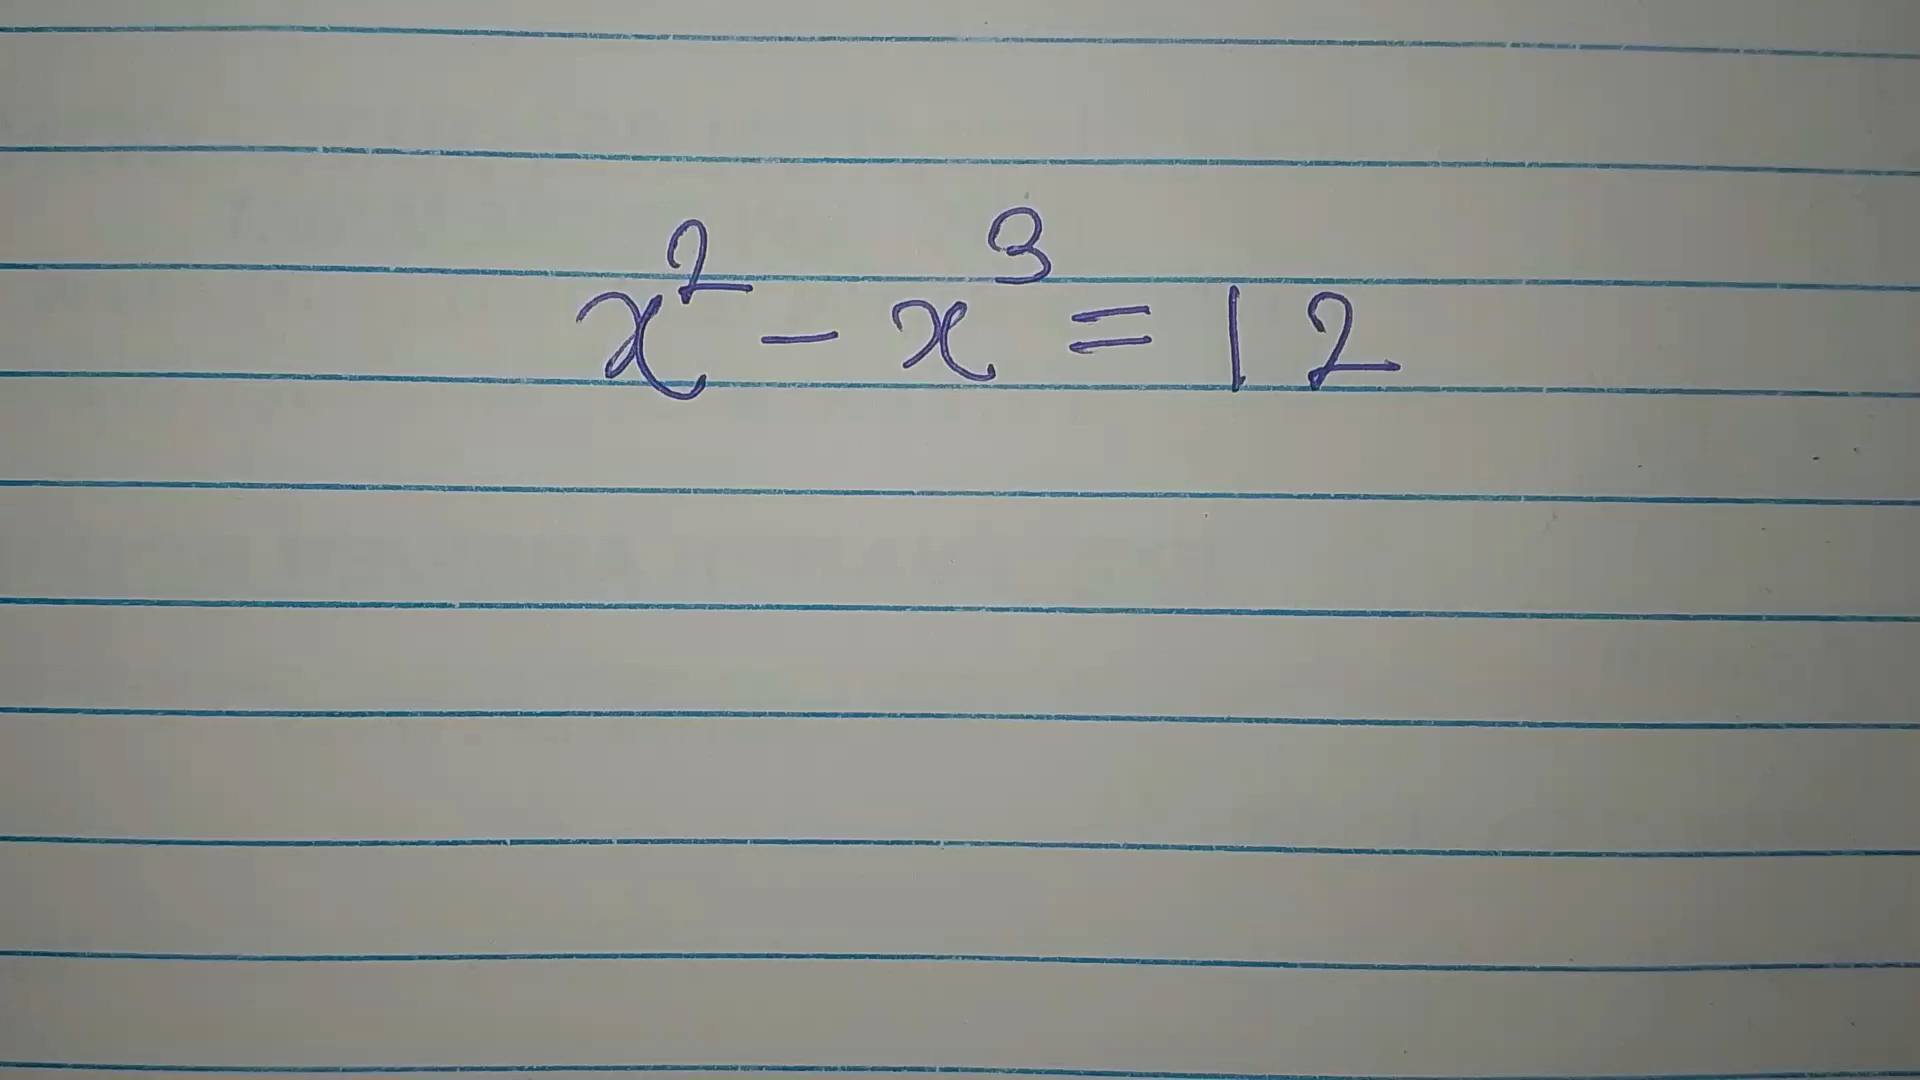 x² - x³ = 12